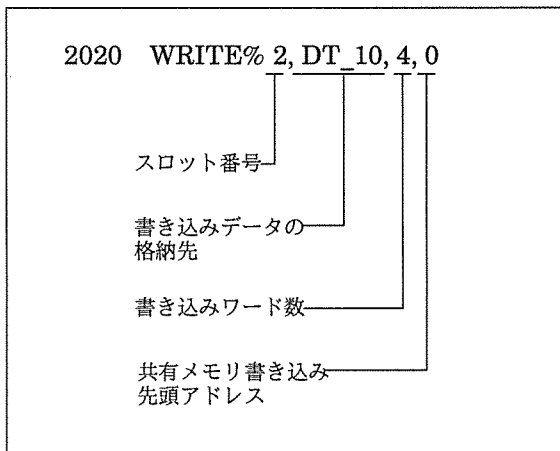 2020 WRITE% 2, DT_10, 4, 0
スロット番号
書き込みデータの
格納先
書き込みワード数
共有メモリ書き込み
先頭アドレス